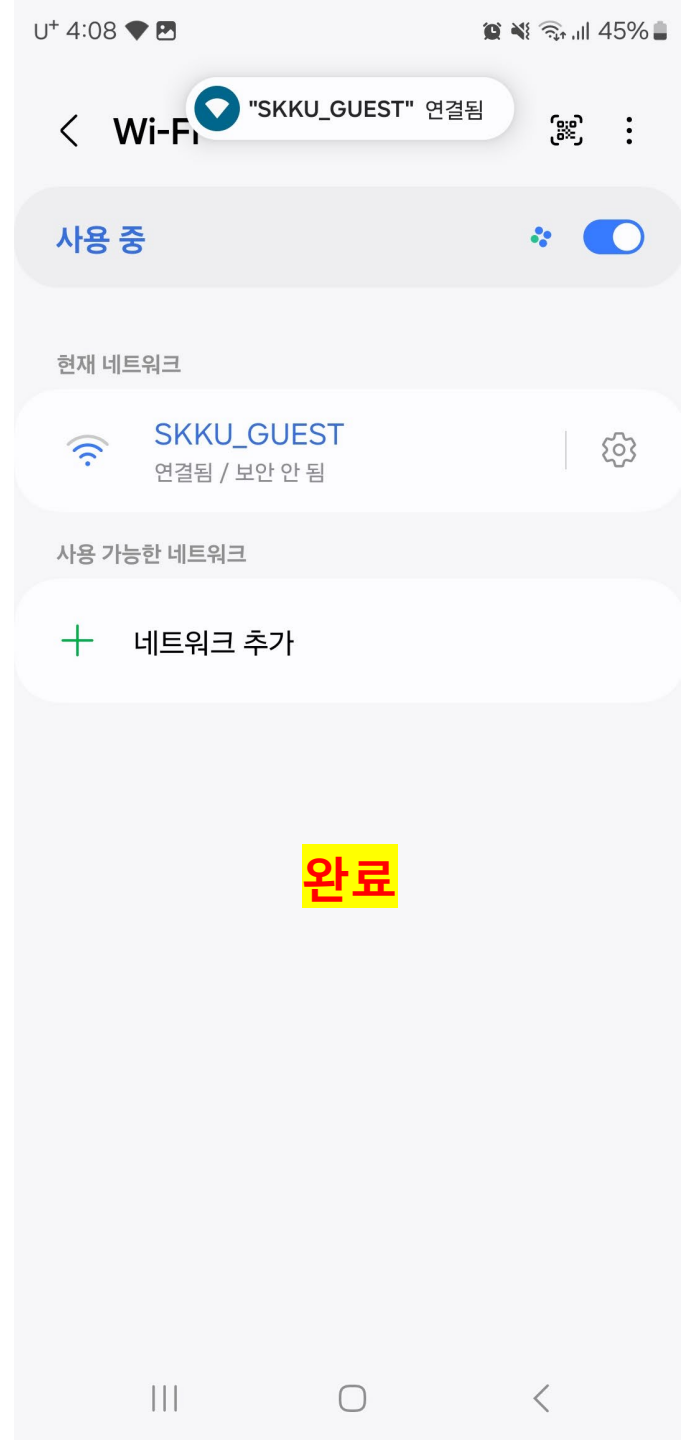 U+ 4:08 45%
"SKKU_GUEST" 연결됨
Wi-Fi
사용 중
현재 네트워크
SKKU_GUEST
연결됨 / 보안 안 됨
사용 가능한 네트워크
네트워크 추가
완료